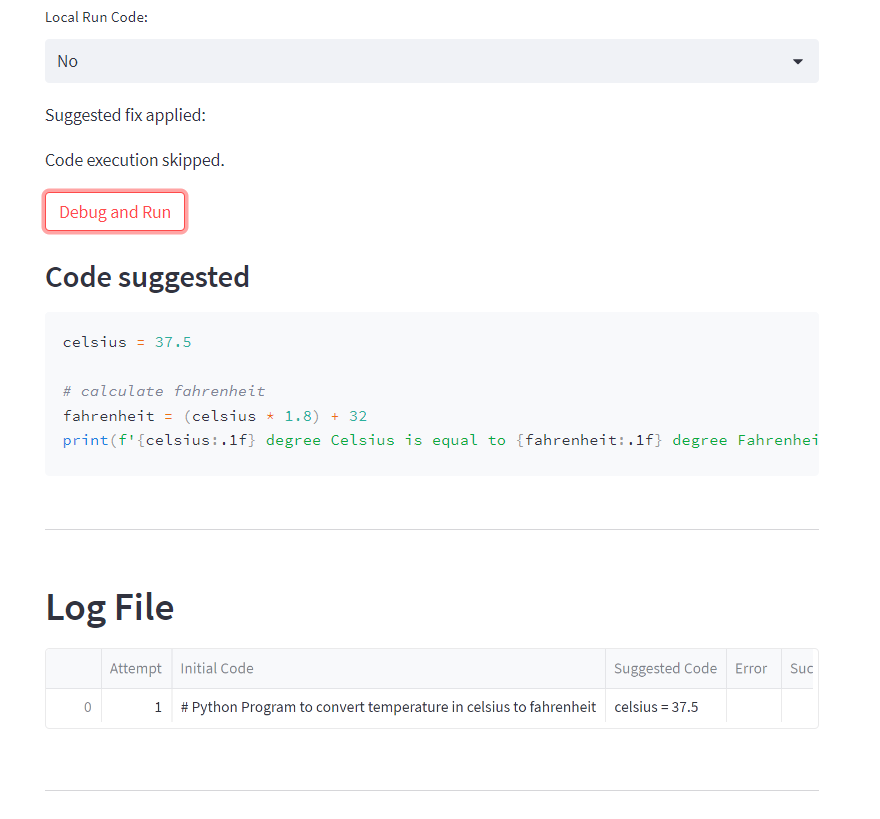 Local Run Code:
No
Suggested fix applied:
Code execution skipped.
Debug and Run
Code suggested
celsius = 37.5
# calculate fahrenheit
fahrenheit = (celsius * 1.8) + 32
print(f'{celsius:.1f} degree Celsius is equal to {fahrenheit:.1f} degree Fahrenhei
Log File
Attempt Initial Code Suggested Code Error Suc
0 1 # Python Program to convert temperature in celsius to fahrenheit celsius = 37.5